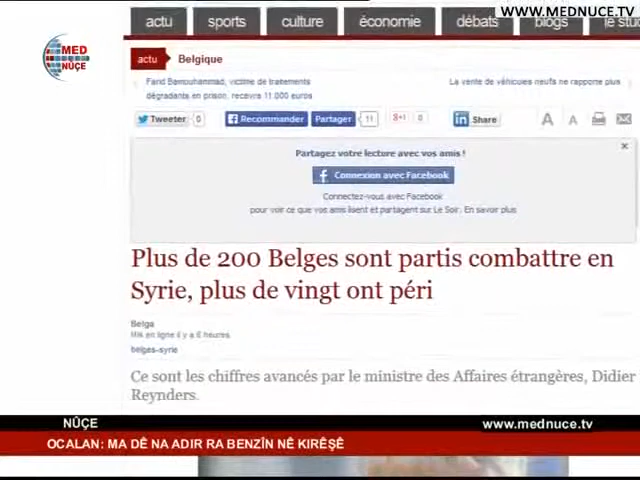 WWW.MEDNUCE.TV
actu sports culture économie débats blogs le stu
MED
NÛÇE
actu Belgique
Farid Bamouhammad, victime de traitements
dégradants en prison, recevra 11.000 euros
La vente de véhicules neufs ne rapporte plus
Tweeter 0 Recommander Partager 11 g+1 0 in Share A A
Partagez votre lecture avec vos amis !
Connexion avec Facebook
Connectez-vous avec Facebook
pour voir ce que vos amis lisent et partagent sur Le Soir. En savoir plus
Plus de 200 Belges sont partis combattre en
Syrie, plus de vingt ont péri
Belga
Mis en ligne il y a 6 heures
belges-syrie
Ce sont les chiffres avancés par le ministre des Affaires étrangères, Didier
Reynders.
NÛÇE www.mednuce.tv
OCALAN: MA DÊ NA ADIR RA BENZÎN NÊ KIRÊŞÊ